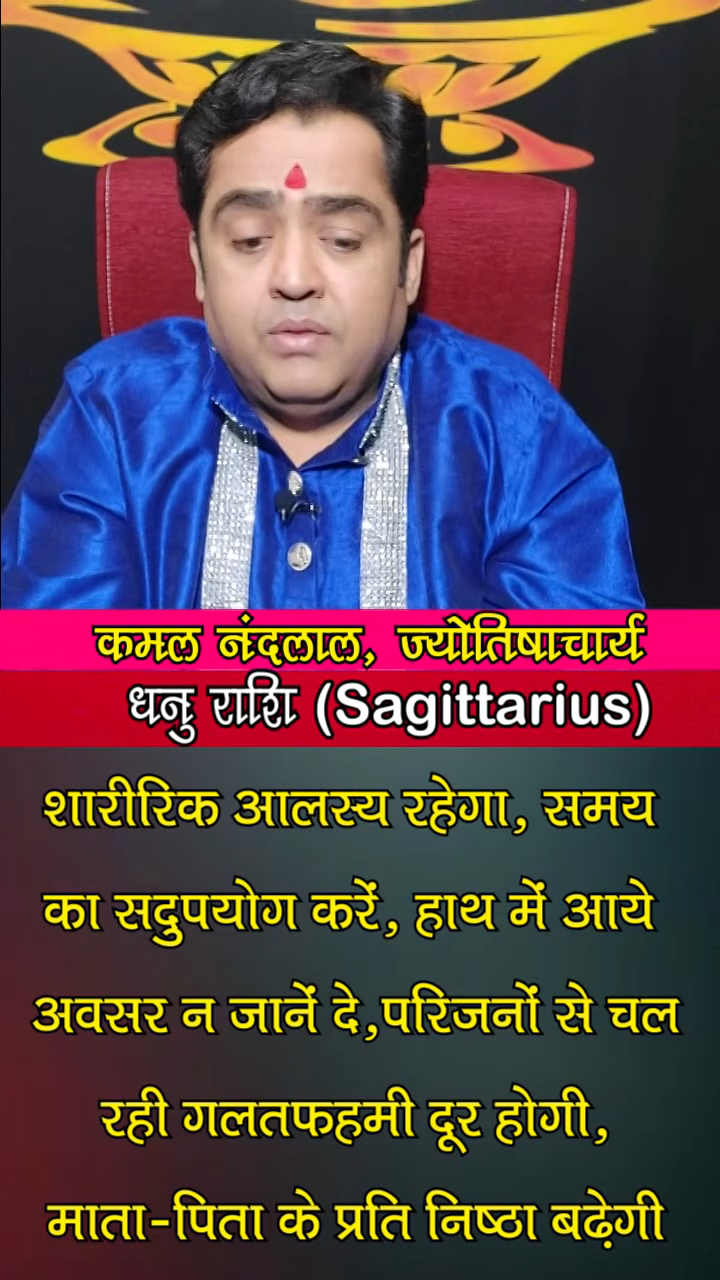 कमल नंदलाल, ज्योतिषाचार्य
धनु राशि (Sagittarius)
शारीरिक आलस्य रहेगा, समय
का सदुपयोग करें, हाथ में आये
अवसर न जानें दे,परिजनों से चल
रही गलतफहमी दूर होगी,
माता-पिता के प्रति निष्ठा बढ़ेगी